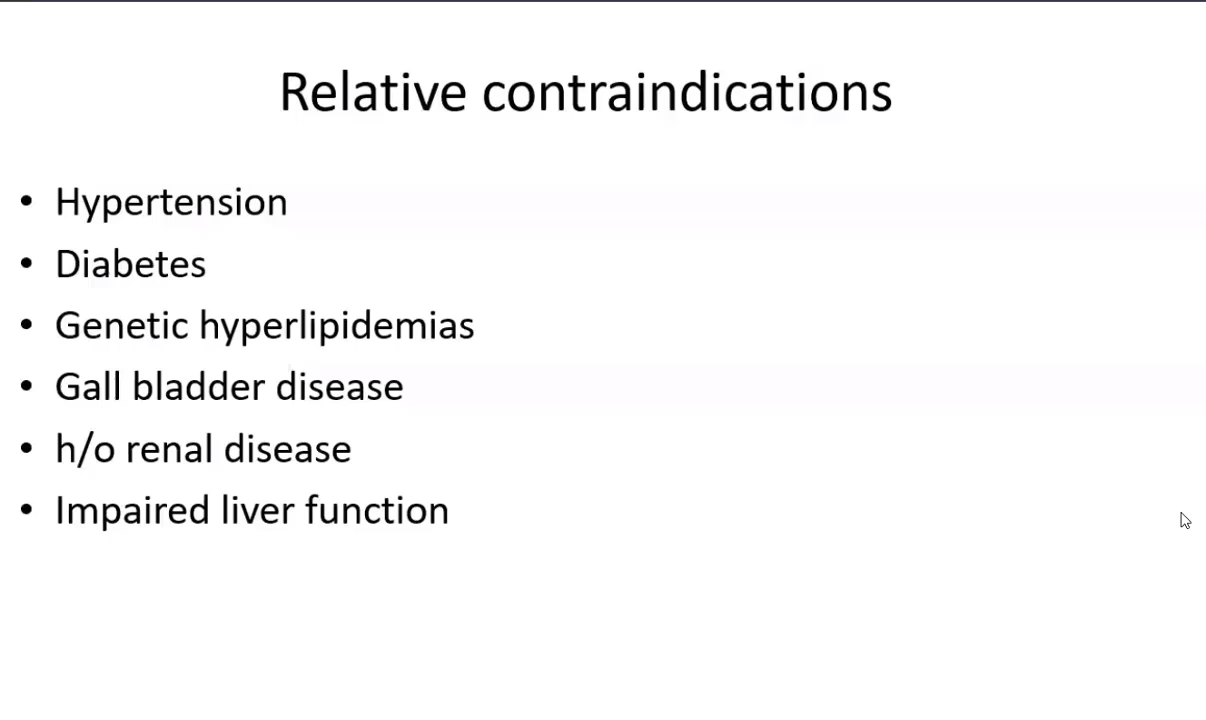 Relative contraindications
• Hypertension
• Diabetes
• Genetic hyperlipidemias
• Gall bladder disease
• h/o renal disease
• Impaired liver function